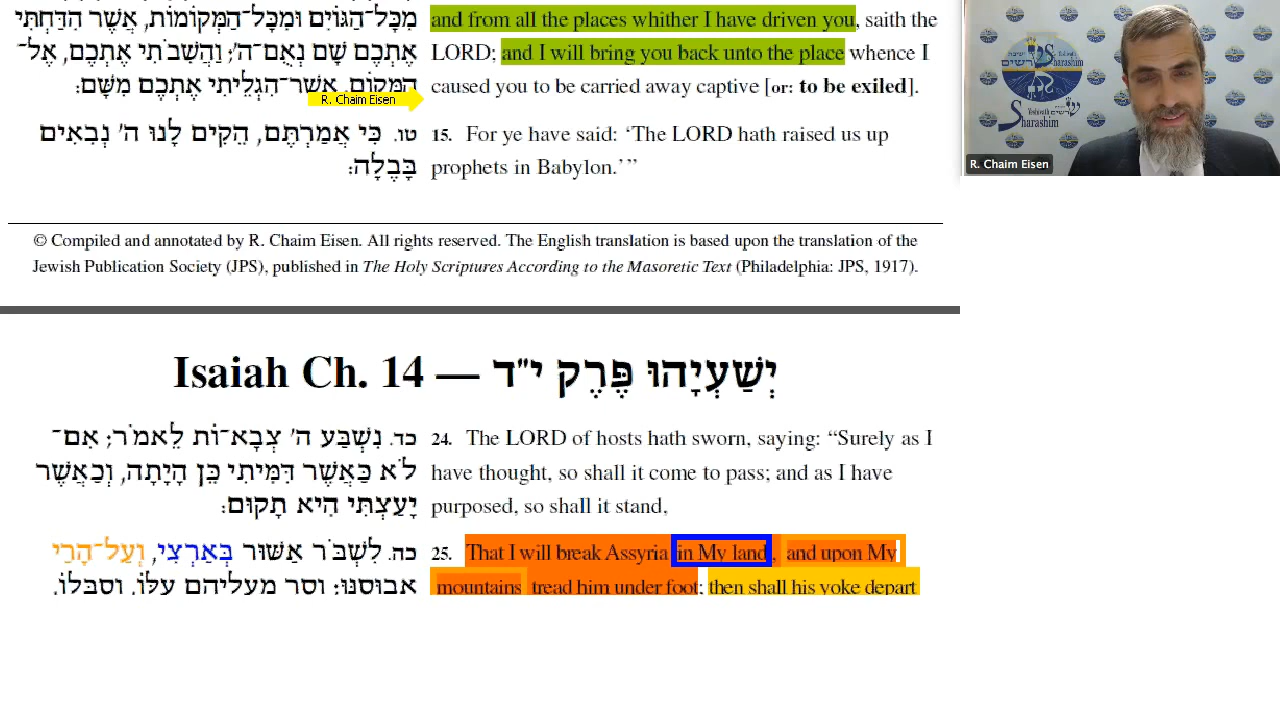 מִכָּל־הַגּוֹיִם וּמִכָּל־הַמְּקוֹמוֹת, אֲשֶׁר הִדַּחְתִּי
אֶתְכֶם שָׁם נְאֻם־ה'; וַהֲשִׁבֹתִי אֶתְכֶם, אֶל־
הַמָּקוֹם, אֲשֶׁר־הִגְלֵיתִי אֶתְכֶם מִשָּׁם:
and from all the places whither I have driven you, saith the
LORD; and I will bring you back unto the place whence I
caused you to be carried away captive [or: to be exiled].
R. Chaim Eisen
טו. כִּי אֲמַרְתֶּם, הֵקִים לָנוּ ה' נְבִאִים
בָּבֶלָה:
15. For ye have said: ‘The LORD hath raised us up
prophets in Babylon.’”
© Compiled and annotated by R. Chaim Eisen. All rights reserved. The English translation is based upon the translation of the
Jewish Publication Society (JPS), published in The Holy Scriptures According to the Masoretic Text (Philadelphia: JPS, 1917).
Isaiah Ch. 14 — יְשַׁעְיָהוּ פֶּרֶק י"ד
כד. נִשְׁבַּע ה' צְבָא־וֹת לֵאמֹר; אִם־
לֹא כַּאֲשֶׁר דִּמִּיתִי כֵּן הָיָתָה, וְכַאֲשֶׁר
יָעַצְתִּי הִיא תָקוּם:
24. The LORD of hosts hath sworn, saying: “Surely as I
have thought, so shall it come to pass; and as I have
purposed, so shall it stand,
כה. לִשְׁבֹּר אַשּׁוּר בְּאַרְצִי, וְעַל־הָרַי
אבוסנו; וסר מעליהם עלו, וסבלו,
25. That I will break Assyria in My land, and upon My
mountains tread him under foot; then shall his yoke depart
ישיבת
שרשים
Yeshivath
Sharashim
R. Chaim Eisen